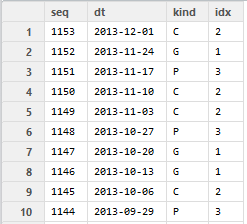 seq dt kind idx
1 1153 2013-12-01 C 2
2 1152 2013-11-24 G 1
3 1151 2013-11-17 P 3
4 1150 2013-11-10 C 2
5 1149 2013-11-03 C 2
6 1148 2013-10-27 P 3
7 1147 2013-10-20 G 1
8 1146 2013-10-13 G 1
9 1145 2013-10-06 C 2
10 1144 2013-09-29 P 3